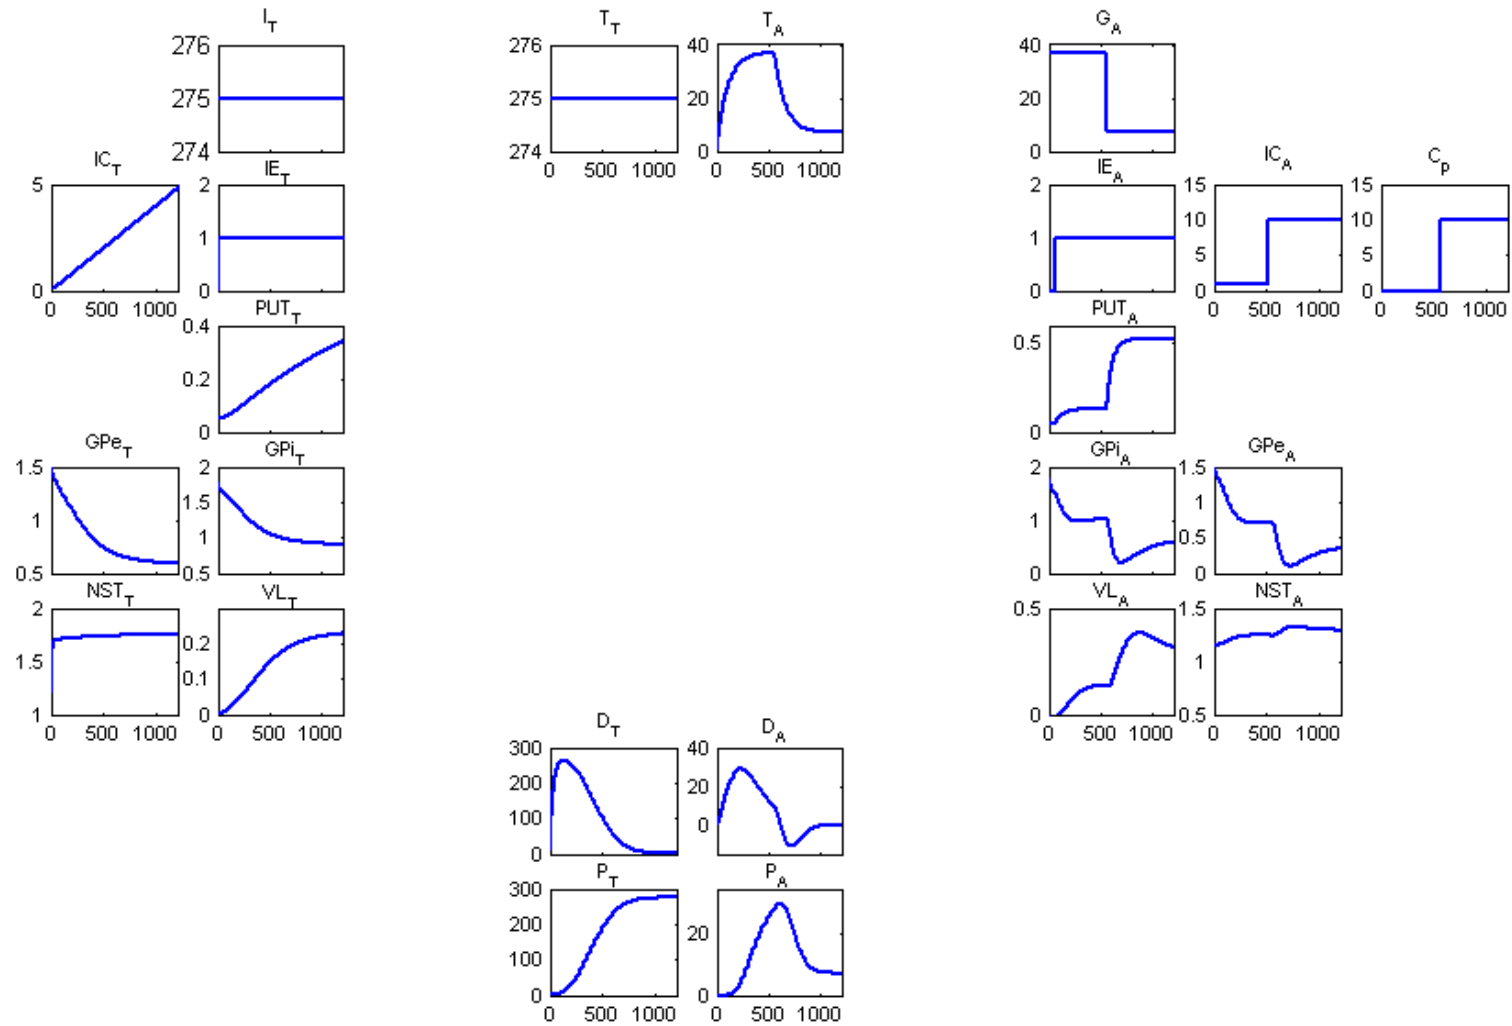 I_T T_T T_A G_A
276 276 40 40
275 275 20 20
274 274 0 0
0 500 1000 0 500 1000
IC_T IE_T IE_A IC_A C_P
5 2 2 15 15
1 1 10 10
5 5
0 0 0 0 0
0 500 1000 0 500 1000 0 500 1000
PUT_T PUT_A
0.4 0.5
0.2
0 0
GPe_T GPi_T GPi_A GPe_A
1.5 2 2 1.5
1 1.5 1 1
1 0.5
0.5 0.5 0 0
NST_T VL_T VL_A NST_A
2 0.5 1.5
1.5 0.2 1
0.1
1 0 0 0.5
0 500 1000 0 500 1000 0 500 1000 0 500 1000
D_T D_A
300 40
200 20
100 0
0
P_T P_A
300
200 20
100
0 0
0 500 1000 0 500 1000